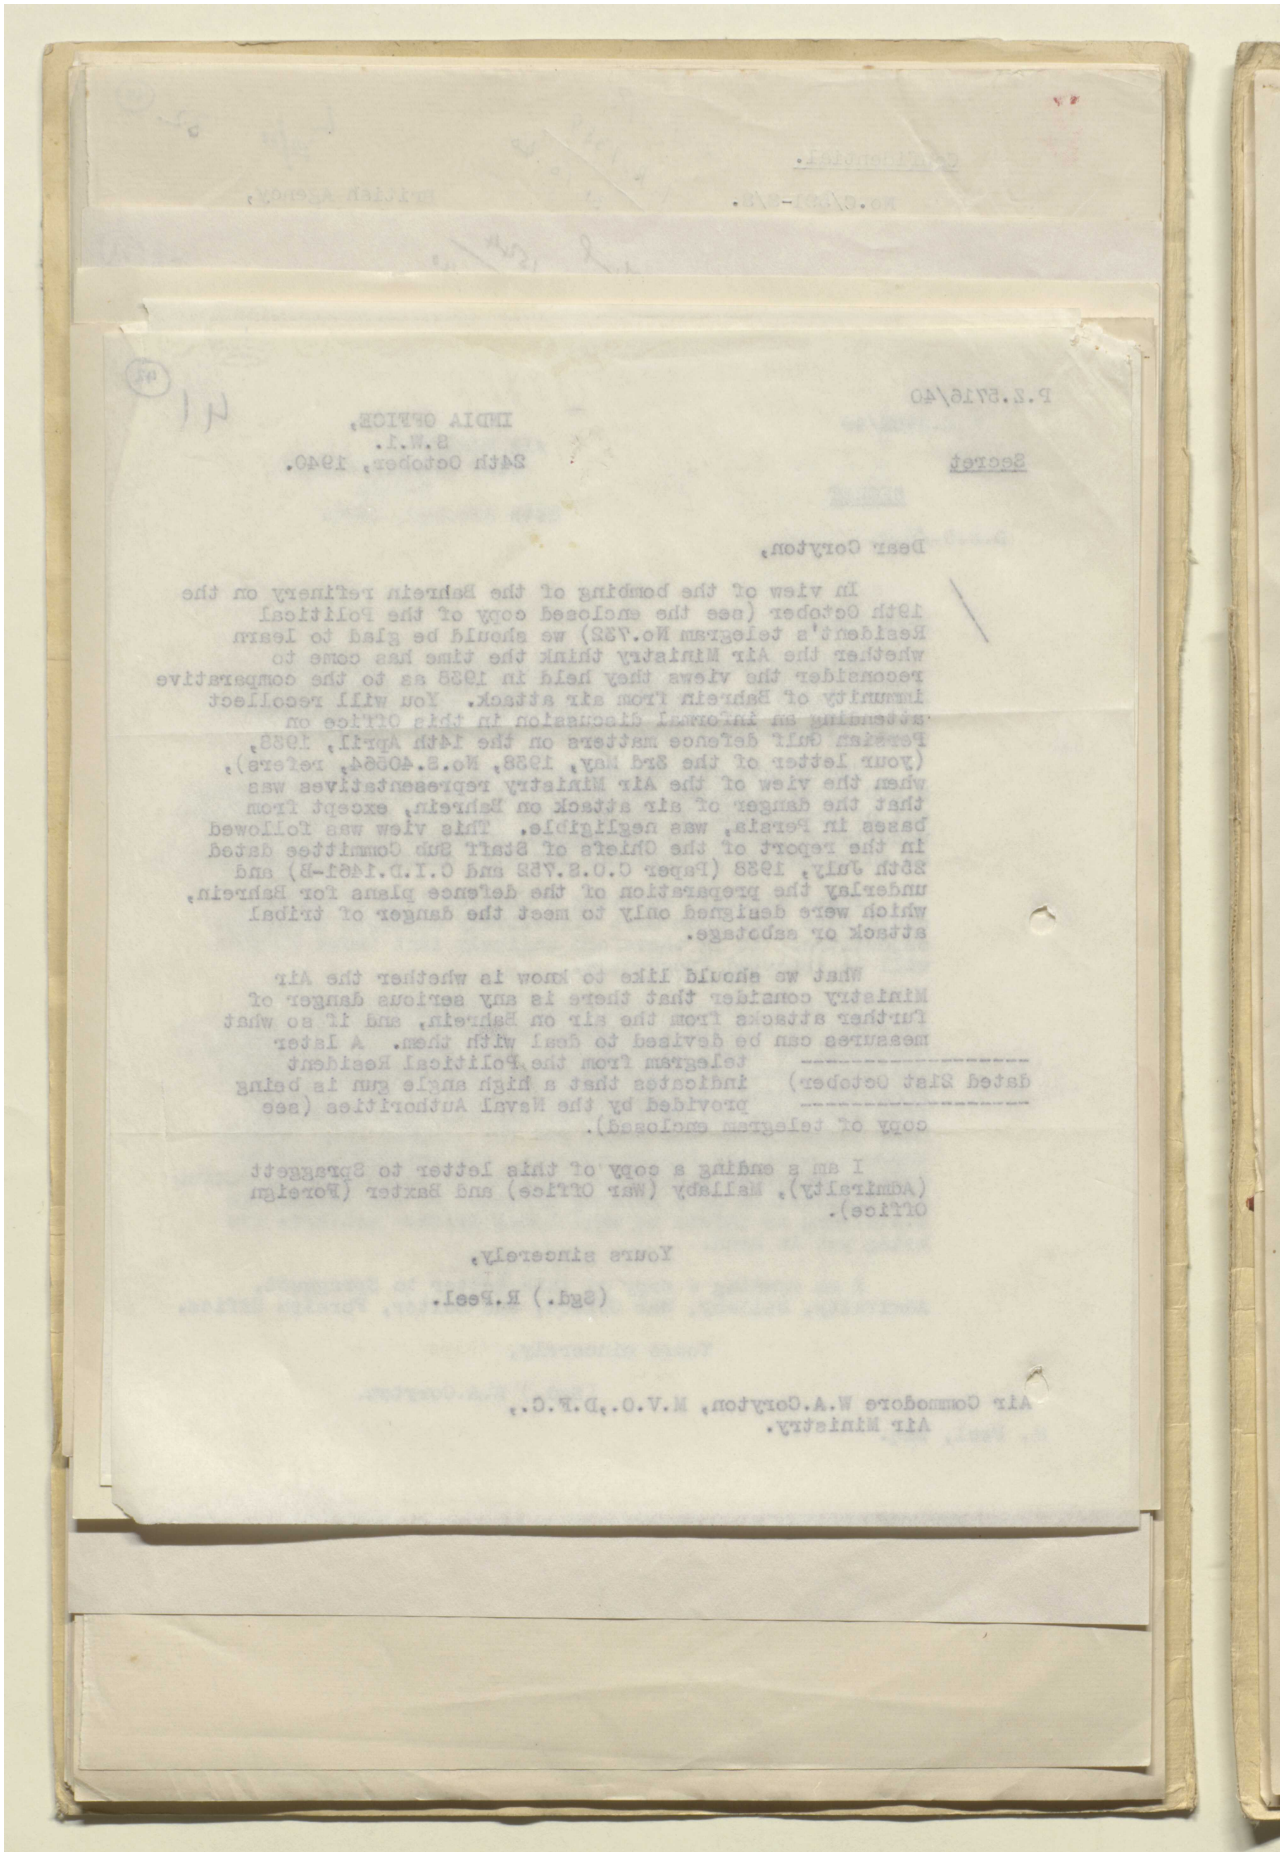 Confidential.
British Agency,
42
41
P.Z.5716/40
INDIA OFFICE,
S.W.1.
24th October, 1940.
Secret
Dear Coryton,
In view of the bombing of the Bahrein refinery on the
19th October (see the enclosed copy of the Political
Resident's telegram No.732) we should be glad to learn
whether the Air Ministry think the time has come to
reconsider the views they held in 1938 as to the comparative
immunity of Bahrein from air attack. You will recollect
attending an informal discussion in this Office on
Persian Gulf defence matters on the 14th April, 1938,
(your letter of the 3rd May, 1938, No.S.40564, refers),
when the view of the Air Ministry representatives was
that the danger of air attack on Bahrein, except from
bases in Persia, was negligible. This view was followed
in the report of the Chiefs of Staff Sub Committee dated
25th July, 1938 (Paper C.O.S.752 and C.I.D.1461-B) and
underlay the preparation of the defence plans for Bahrein,
which were designed only to meet the danger of tribal
attack or sabotage.
What we should like to know is whether the Air
Ministry consider that there is any serious danger of
further attacks from the air on Bahrein, and if so what
measures can be devised to deal with them. A later
telegram from the Political Resident
dated 21st October) indicates that a high angle gun is being
provided by the Naval Authorities (see
copy of telegram enclosed).
I am s ending a copy of this letter to Spraggett
(Admiralty), Mallaby (War Office) and Baxter (Foreign
Office).
Yours sincerely,
(Sgd.) R.Peel.
Air Commodore W.A.Coryton, M.V.O.,D.F.C.,
Air Ministry.